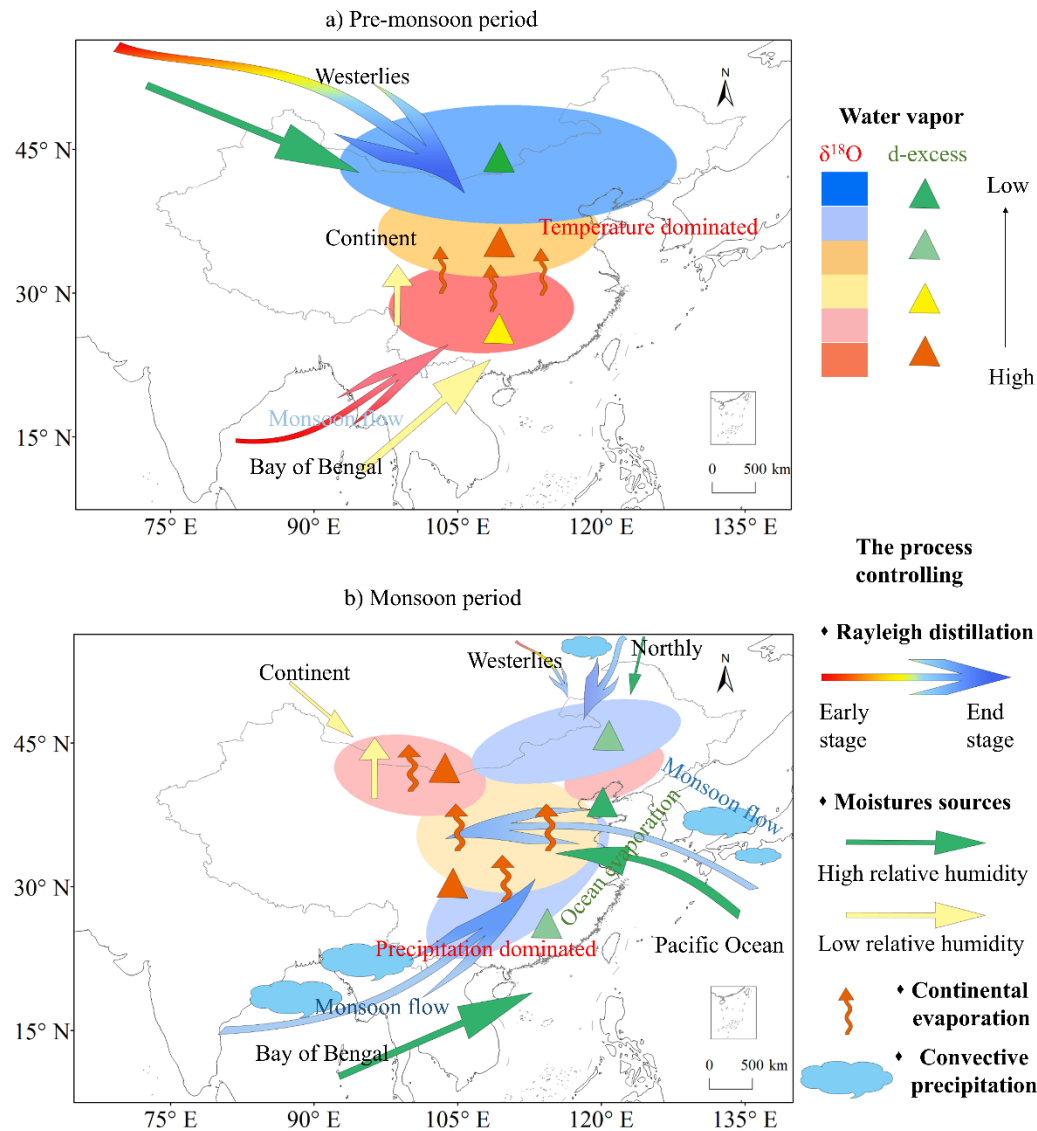 a) Pre-monsoon period
Westerlies
N
45° N
Continent
Temperature dominated
30° N
Monsoon flow
15° N
Bay of Bengal
0 500 km
75° E 90° E 105° E 120° E 135° E
Water vapor
δ¹⁸O d-excess
Low
High
b) Monsoon period
Continent
Westerlies
Northly
N
45° N
Monsoon flow
Ocean evaporation
30° N
Precipitation dominated
Pacific Ocean
Monsoon flow
15° N
Bay of Bengal
0 500 km
75° E 90° E 105° E 120° E 135° E
The process
controlling
♦ Rayleigh distillation
Early
stage
End
stage
♦ Moistures sources
High relative humidity
Low relative humidity
♦ Continental
evaporation
♦ Convective
precipitation